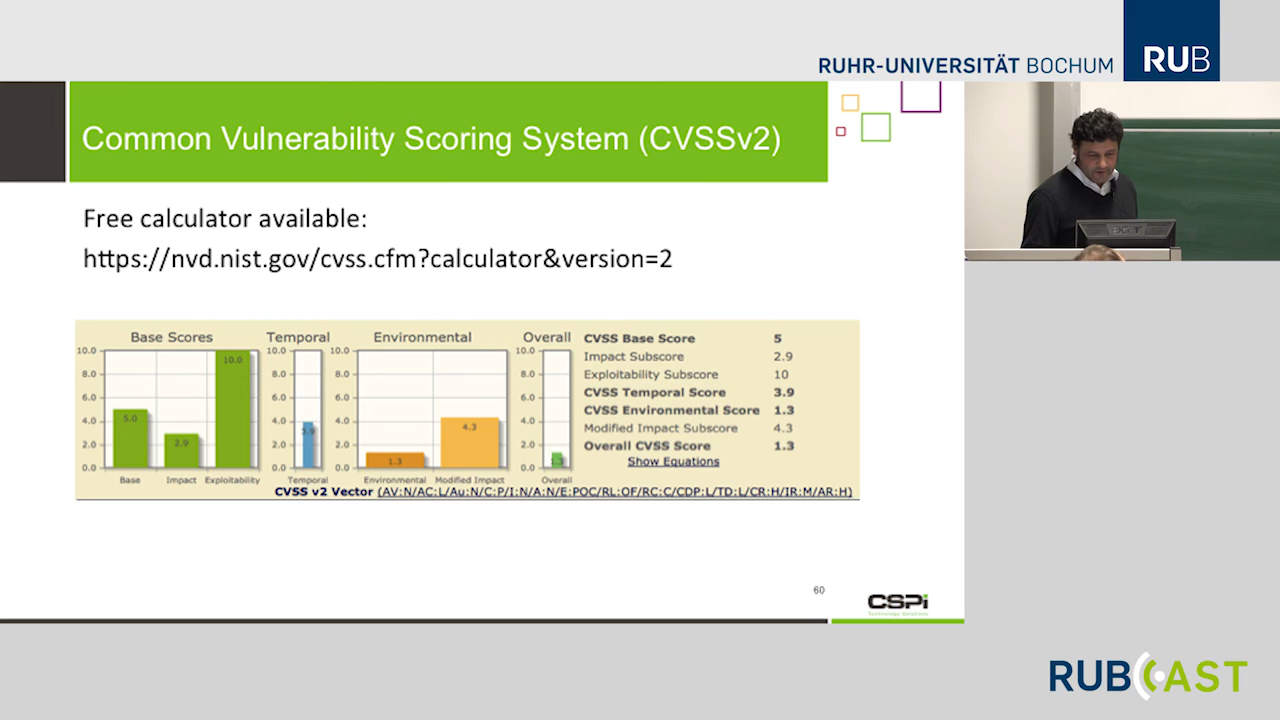 RUHR-UNIVERSITÄT BOCHUM RUB
Common Vulnerability Scoring System (CVSSv2)
Free calculator available:
https://nvd.nist.gov/cvss.cfm?calculator&version=2
Base Scores
10.0
8.0
6.0
4.0
2.0
0.0
5.0
2.9
10.0
Base Impact Exploitability
Temporal
10.0
8.0
6.0
4.0
2.0
0.0
3.9
Temporal
Environmental
10.0
8.0
6.0
4.0
2.0
0.0
1.3
4.3
Environmental Modified Impact
Overall
10.0
8.0
6.0
4.0
2.0
0.0
1.3
Overall
CVSS Base Score 5
Impact Subscore 2.9
Exploitability Subscore 10
CVSS Temporal Score 3.9
CVSS Environmental Score 1.3
Modified Impact Subscore 4.3
Overall CVSS Score 1.3
Show Equations
CVSS v2 Vector (AV:N/AC:L/Au:N/C:P/I:N/A:N/E:POC/RL:OF/RC:C/CDP:L/TD:L/CR:H/IR:M/AR:H)
60
CSPi
RUBCAST